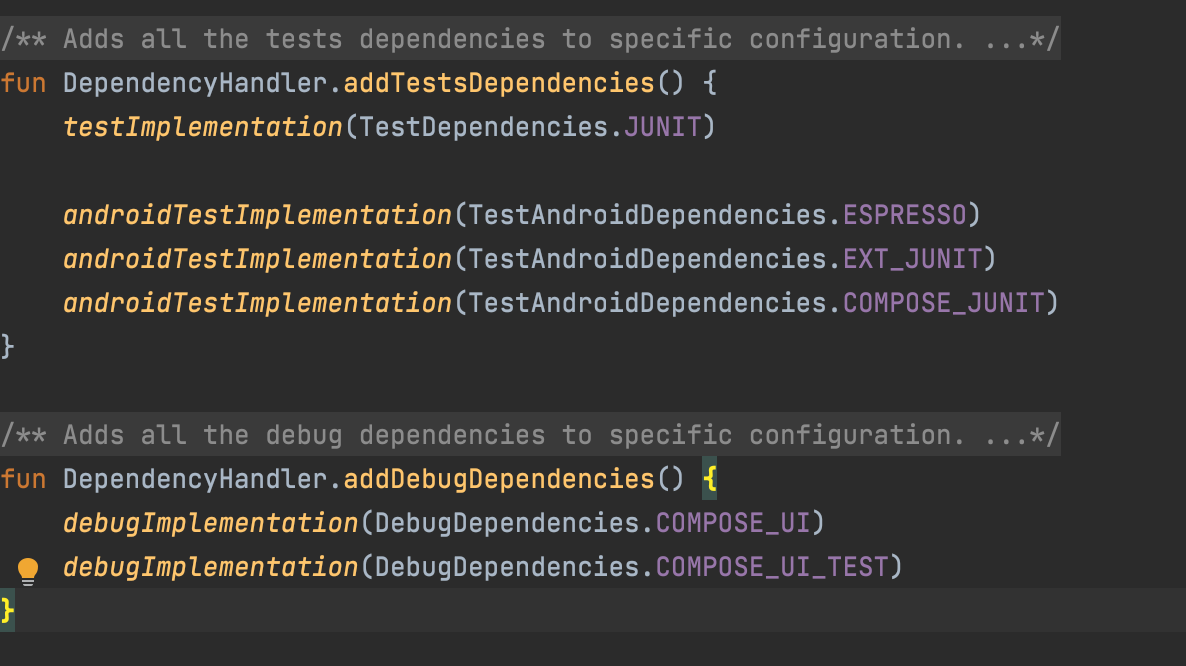 /** Adds all the tests dependencies to specific configuration. ...*/
fun DependencyHandler.addTestsDependencies() {
    testImplementation(TestDependencies.JUNIT)

    androidTestImplementation(TestAndroidDependencies.ESPRESSO)
    androidTestImplementation(TestAndroidDependencies.EXT_JUNIT)
    androidTestImplementation(TestAndroidDependencies.COMPOSE_JUNIT)
}

/** Adds all the debug dependencies to specific configuration. ...*/
fun DependencyHandler.addDebugDependencies() {
    debugImplementation(DebugDependencies.COMPOSE_UI)
    debugImplementation(DebugDependencies.COMPOSE_UI_TEST)
}